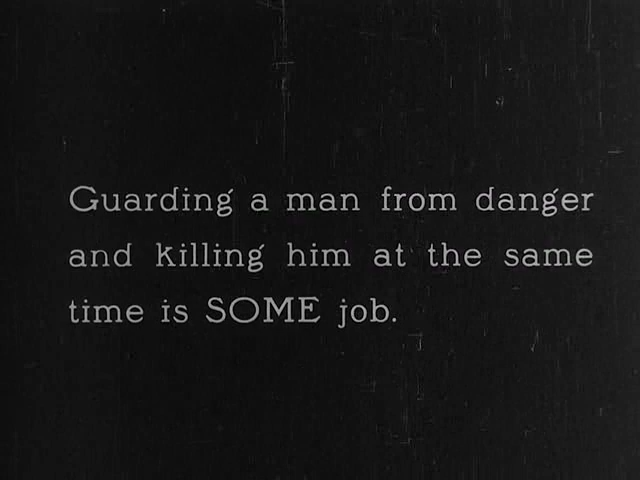 Guarding a man from danger
and killing him at the same
time is SOME job.